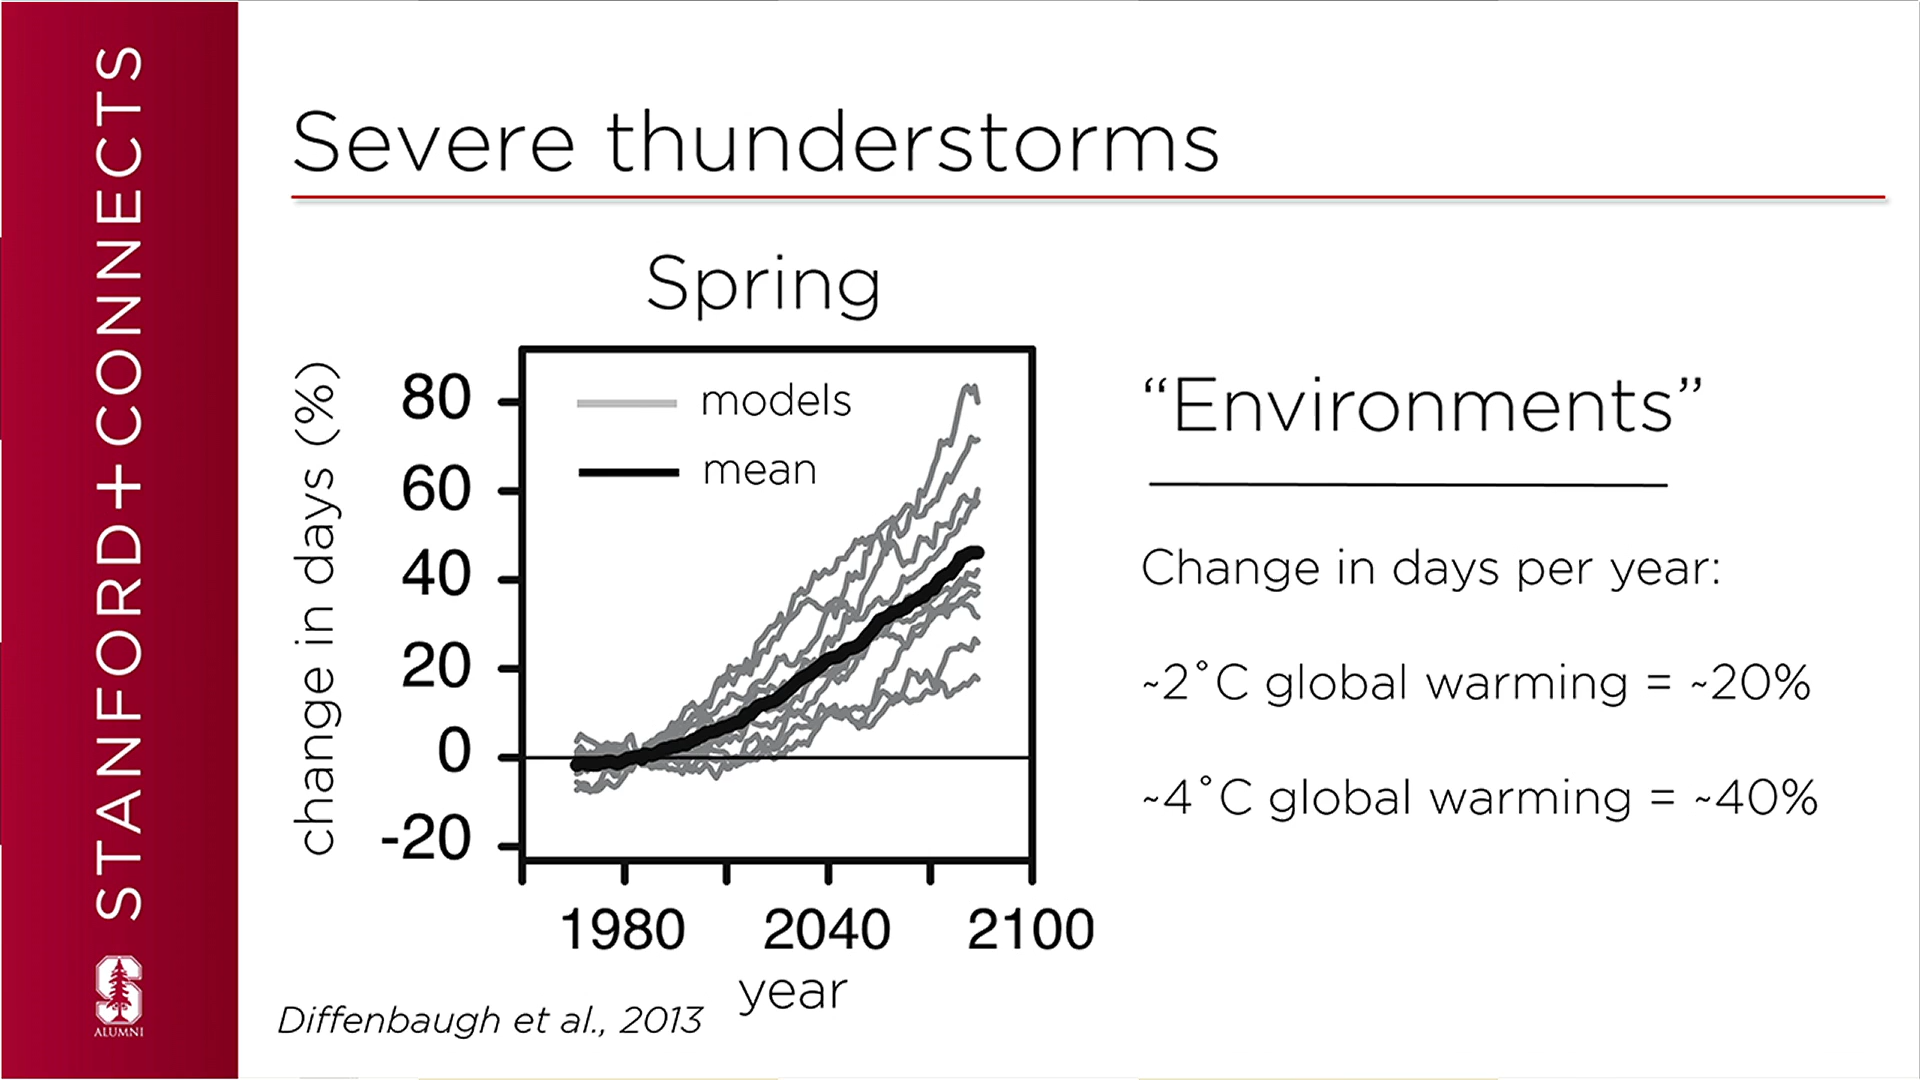 STANFORD+CONNECTS
S
ALUMNI
Severe thunderstorms
Spring
change in days (%)
80
60
40
20
0
-20
models
mean
1980 2040 2100
year
Diffenbaugh et al., 2013
“Environments”
Change in days per year:
~2˚C global warming = ~20%
~4˚C global warming = ~40%